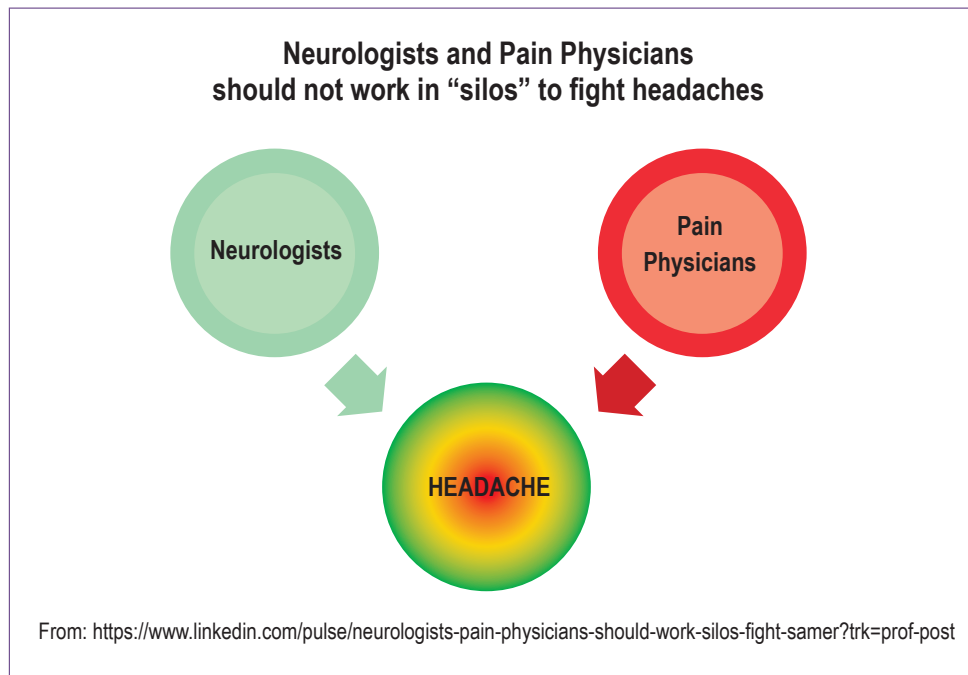 Neurologists and Pain Physicians
should not work in “silos” to fight headaches
Neurologists
Pain
Physicians
HEADACHE
From: https://www.linkedin.com/pulse/neurologists-pain-physicians-should-work-silos-fight-samer?trk=prof-post